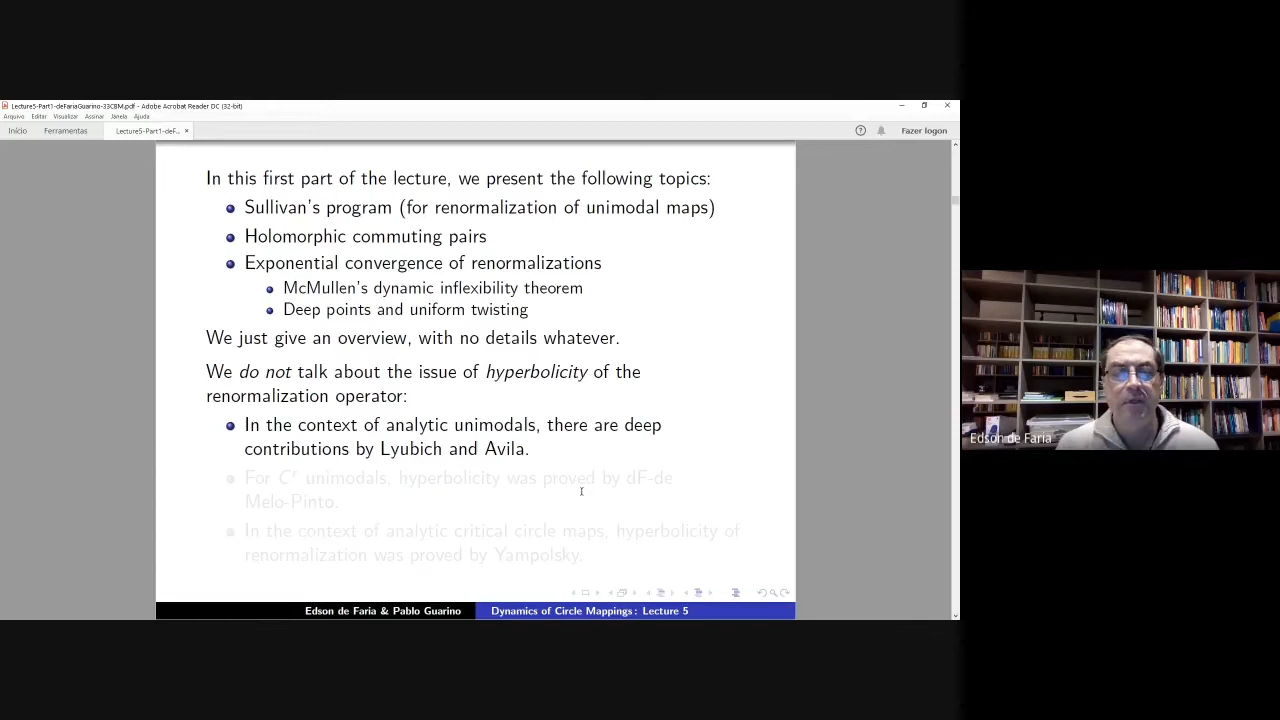 Lecture5-Part1-deFariaGuarino-33CBM.pdf - Adobe Acrobat Reader DC (32-bit)
Arquivo Editar Visualizar Assinar Janela Ajuda
Início Ferramentas Lecture5-Part1-deF... × Fazer logon
In this first part of the lecture, we present the following topics:
Sullivan's program (for renormalization of unimodal maps)
Holomorphic commuting pairs
Exponential convergence of renormalizations
McMullen's dynamic inflexibility theorem
Deep points and uniform twisting
We just give an overview, with no details whatever.
We do not talk about the issue of hyperbolicity of the
renormalization operator:
In the context of analytic unimodals, there are deep
contributions by Lyubich and Avila.
For Cʳ unimodals, hyperbolicity was proved by dF-de
Melo-Pinto.
In the context of analytic critical circle maps, hyperbolicity of
renormalization was proved by Yampolsky.
Edson de Faria & Pablo Guarino Dynamics of Circle Mappings: Lecture 5
Edson de Faria